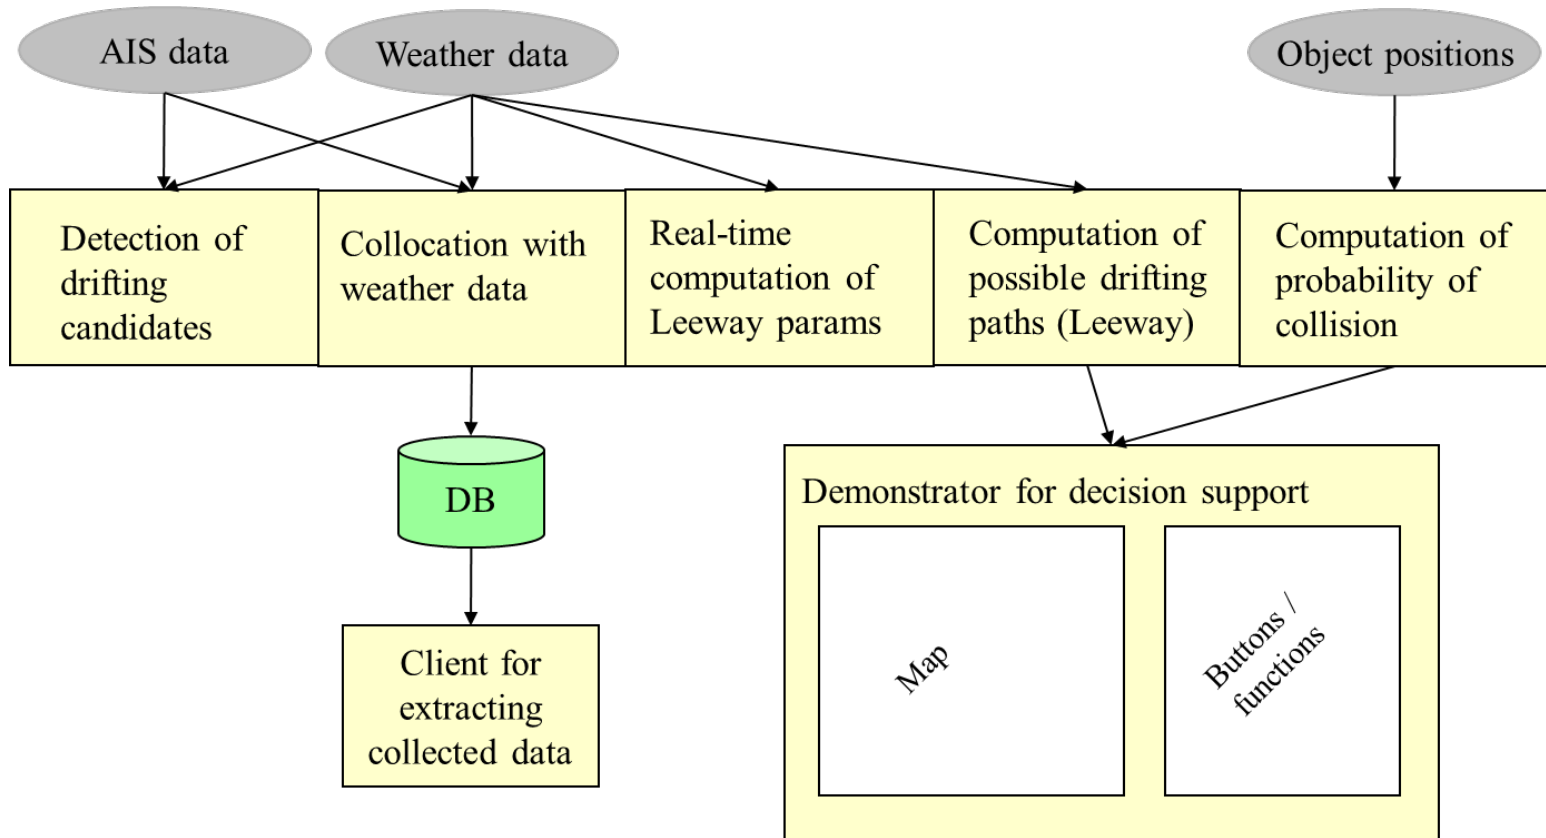 AIS data
Weather data
Object positions
Detection of
drifting
candidates
Collocation with
weather data
Real-time
computation of
Leeway params
Computation of
possible drifting
paths (Leeway)
Computation of
probability of
collision
DB
Client for
extracting
collected data
Demonstrator for decision support
Map
Buttons /
functions